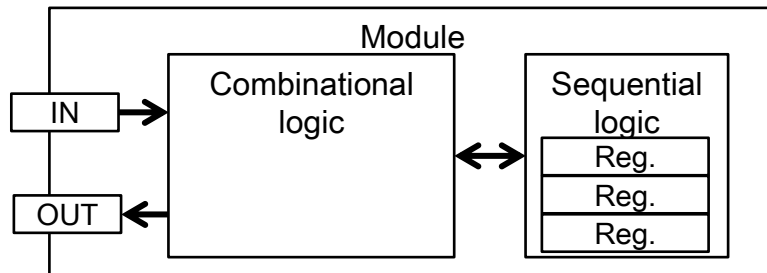 Module
IN
OUT
Combinational
logic
Sequential
logic
Reg.
Reg.
Reg.